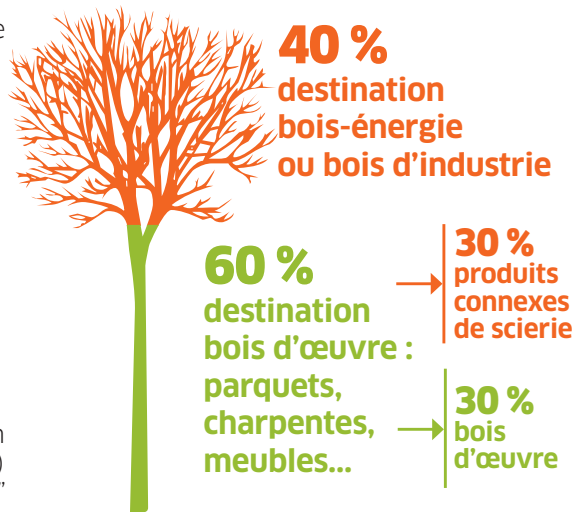 e
40 %
destination
bois-énergie
ou bois d'industrie
60 %
destination
bois d'œuvre :
parquets,
charpentes,
meubles...
30 %
produits
connexes
de scierie
30 %
bois
d'œuvre
n
)
"